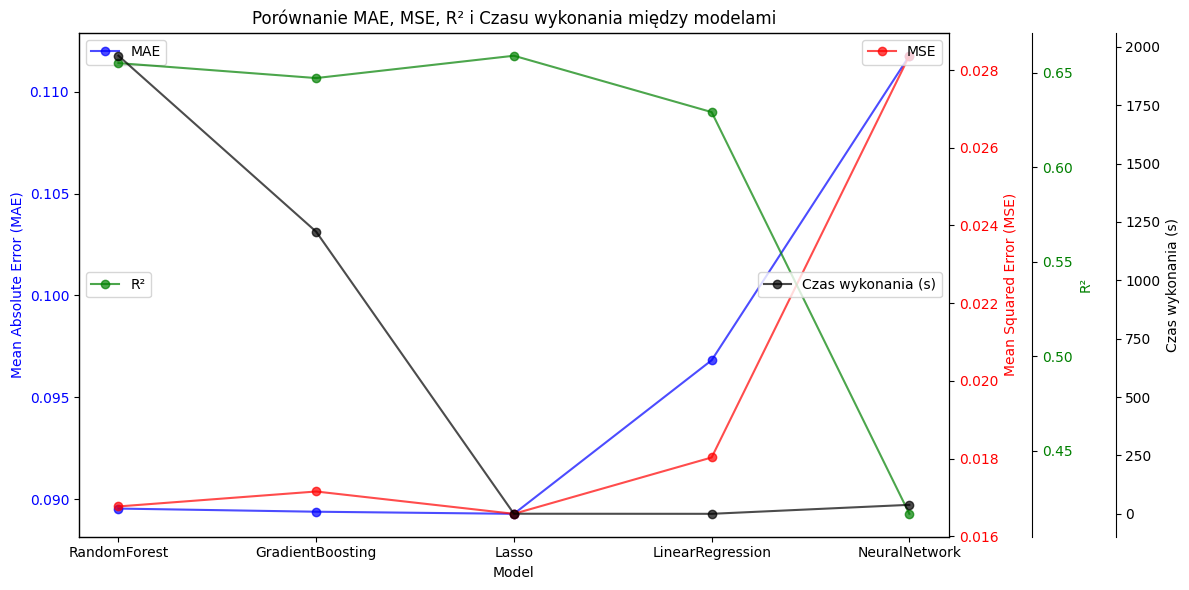 Porównanie MAE, MSE, R² i Czasu wykonania między modelami
MAE
MSE
R²
Czas wykonania (s)
Mean Absolute Error (MAE)
0.110
0.105
0.100
0.095
0.090
RandomForest
GradientBoosting
Lasso
LinearRegression
NeuralNetwork
Model
0.028
0.026
0.024
0.022
0.020
0.018
0.016
Mean Squared Error (MSE)
0.65
0.60
0.55
0.50
0.45
R²
2000
1750
1500
1250
1000
750
500
250
0
Czas wykonania (s)